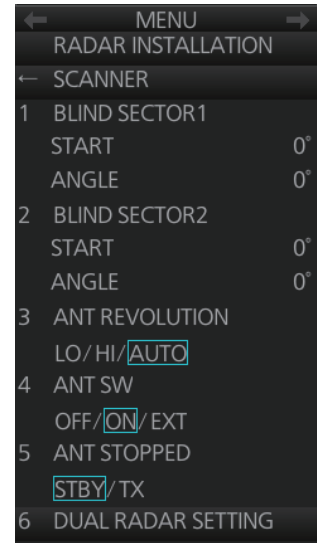 ← MENU →
RADAR INSTALLATION
← SCANNER
1 BLIND SECTOR1
START 0°
ANGLE 0°
2 BLIND SECTOR2
START 0°
ANGLE 0°
3 ANT REVOLUTION
LO/HI/AUTO
4 ANT SW
OFF/ON/EXT
5 ANT STOPPED
STBY/TX
6 DUAL RADAR SETTING